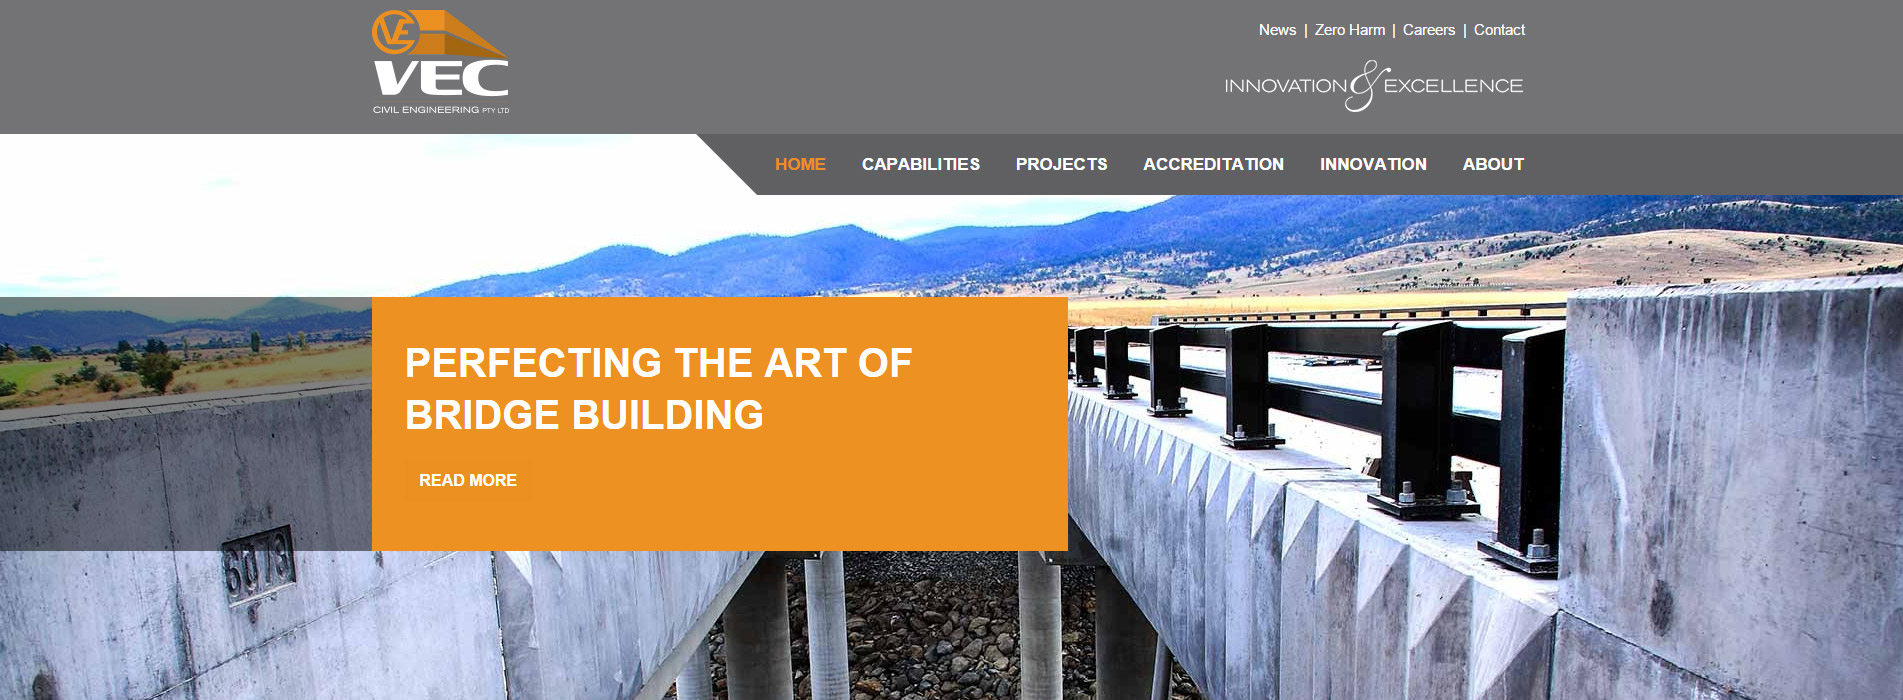 VE
VEC
CIVIL ENGINEERING PTY LTD
News | Zero Harm | Careers | Contact
INNOVATION & EXCELLENCE
HOME CAPABILITIES PROJECTS ACCREDITATION INNOVATION ABOUT
PERFECTING THE ART OF
BRIDGE BUILDING
READ MORE
6073